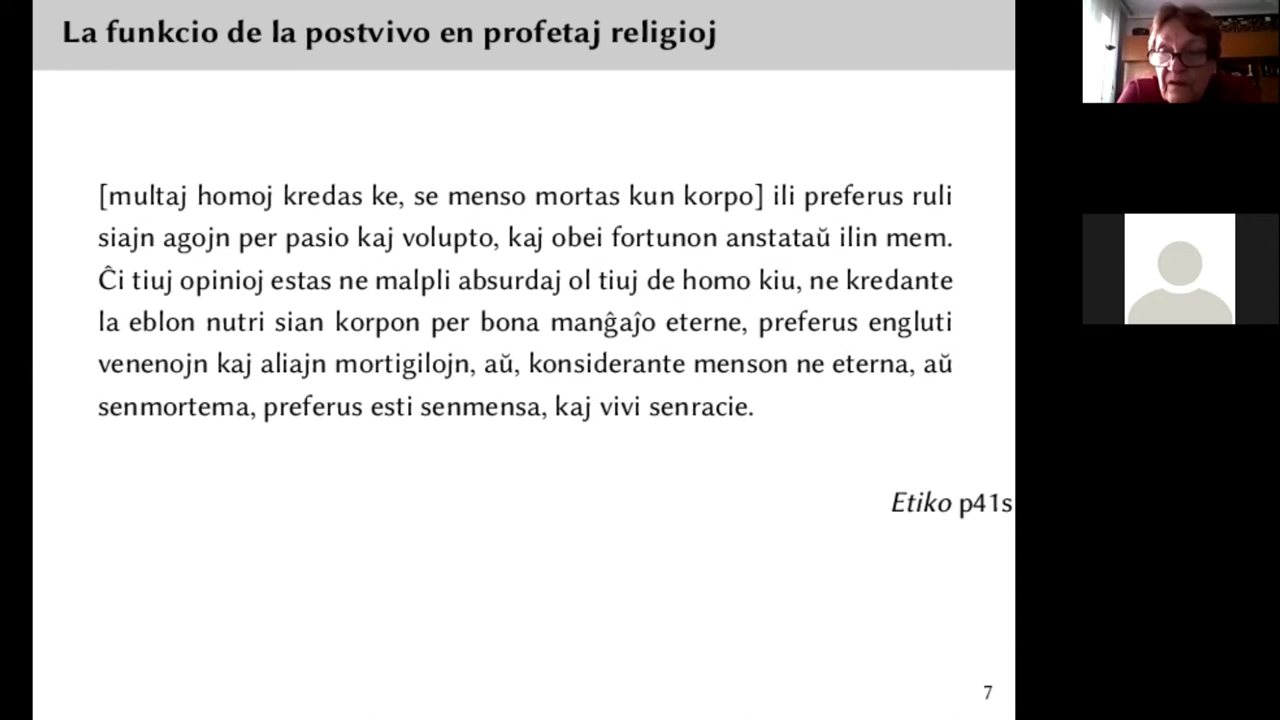 La funkcio de la postvivo en profetaj religioj
[multaj homoj kredas ke, se menso mortas kun korpo] ili preferus ruli
siajn agojn per pasio kaj volupto, kaj obei fortunon anstataŭ ilin mem.
Ĉi tiuj opinioj estas ne malpli absurdaj ol tiuj de homo kiu, ne kredante
la eblon nutri sian korpon per bona manĝaĵo eterne, preferus engluti
venenojn kaj aliajn mortigilojn, aŭ, konsiderante menson ne eterna, aŭ
senmortema, preferus esti senmensa, kaj vivi senracie.
Etiko p41s
7